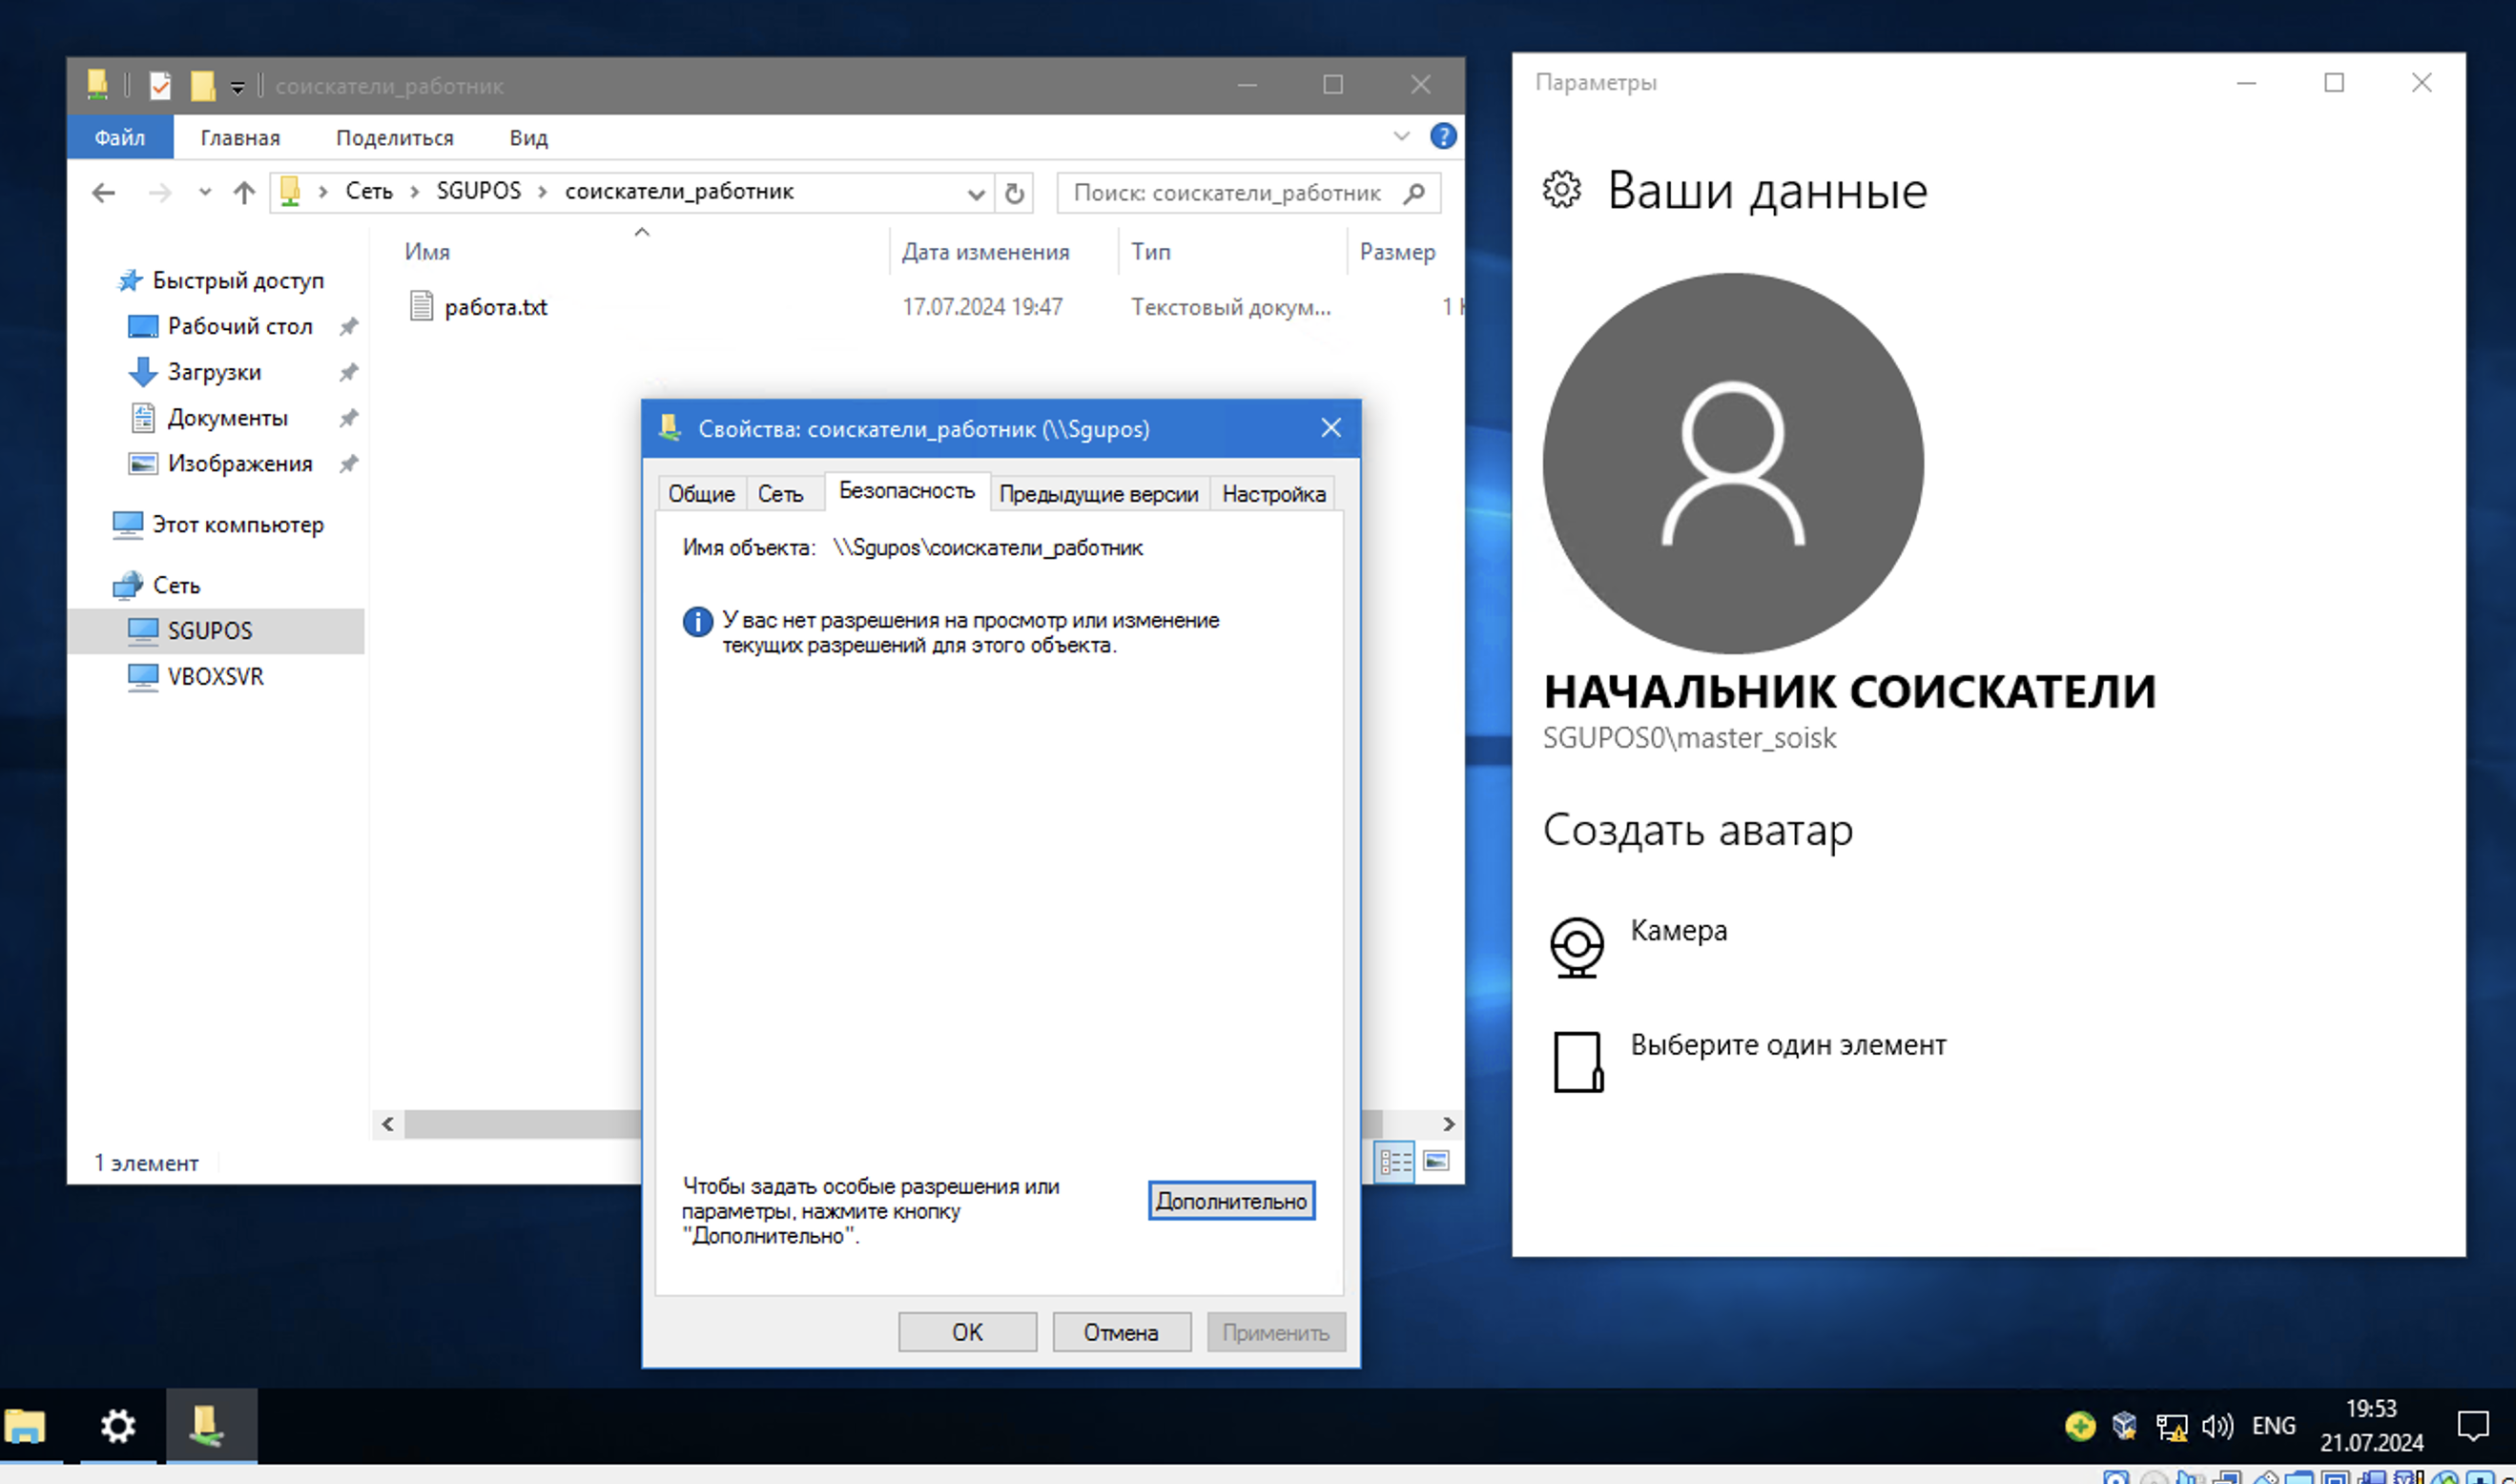 соискатели_работник
Файл
Главная
Поделиться
Вид
Сеть
SGUPOS
соискатели_работник
Поиск: соискатели_работник
Имя
Дата изменения
Тип
Размер
работа.txt
17.07.2024 19:47
Текстовый докум...
1
Быстрый доступ
Рабочий стол
Загрузки
Документы
Изображения
Этот компьютер
Сеть
SGUPOS
VBOXSVR
1 элемент
Свойства: соискатели_работник (\\Sgupos)
Общие
Сеть
Безопасность
Предыдущие версии
Настройка
Имя объекта: \\Sgupos\соискатели_работник
У вас нет разрешения на просмотр или изменение
текущих разрешений для этого объекта.
Чтобы задать особые разрешения или
параметры, нажмите кнопку
"Дополнительно".
Дополнительно
ОК
Отмена
Применить
Параметры
Ваши данные
НАЧАЛЬНИК СОИСКАТЕЛИ
SGUPOS0\master_soisk
Создать аватар
Камера
Выберите один элемент
ENG
19:53
21.07.2024